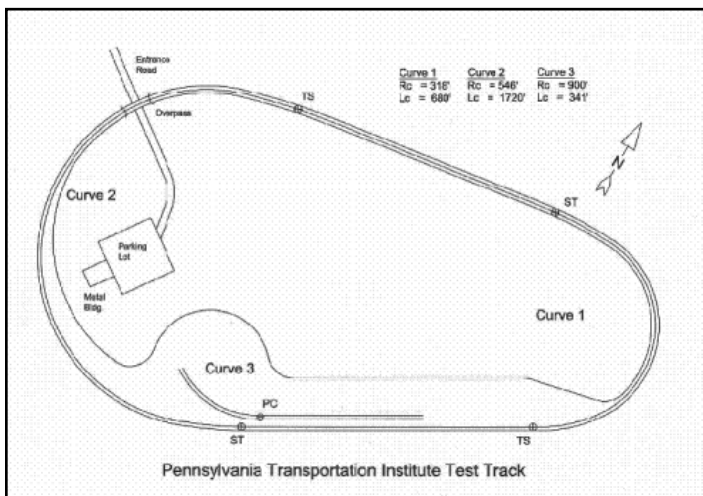 Entrance
Road
Overpass
TS
Curve 1 Curve 2 Curve 3
Rc = 318' Rc = 546' Rc = 900'
Lc = 680' Lc = 1720' Lc = 341'
N
Curve 2
ST
Parking
Lot
Metal
Bldg.
Curve 1
Curve 3
PC
ST
TS
Pennsylvania Transportation Institute Test Track